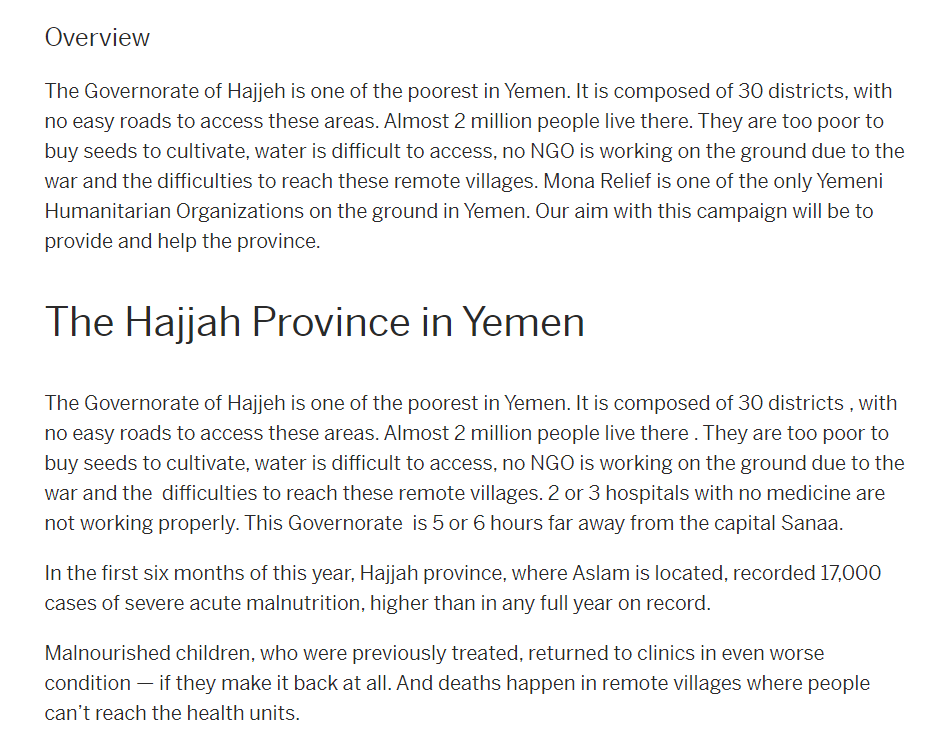 Overview
The Governorate of Hajjeh is one of the poorest in Yemen. It is composed of 30 districts, with
no easy roads to access these areas. Almost 2 million people live there. They are too poor to
buy seeds to cultivate, water is difficult to access, no NGO is working on the ground due to the
war and the difficulties to reach these remote villages. Mona Relief is one of the only Yemeni
Humanitarian Organizations on the ground in Yemen. Our aim with this campaign will be to
provide and help the province.
The Hajjah Province in Yemen
The Governorate of Hajjeh is one of the poorest in Yemen. It is composed of 30 districts , with
no easy roads to access these areas. Almost 2 million people live there . They are too poor to
buy seeds to cultivate, water is difficult to access, no NGO is working on the ground due to the
war and the  difficulties to reach these remote villages. 2 or 3 hospitals with no medicine are
not working properly. This Governorate  is 5 or 6 hours far away from the capital Sanaa.
In the first six months of this year, Hajjah province, where Aslam is located, recorded 17,000
cases of severe acute malnutrition, higher than in any full year on record.
Malnourished children, who were previously treated, returned to clinics in even worse
condition — if they make it back at all. And deaths happen in remote villages where people
can’t reach the health units.